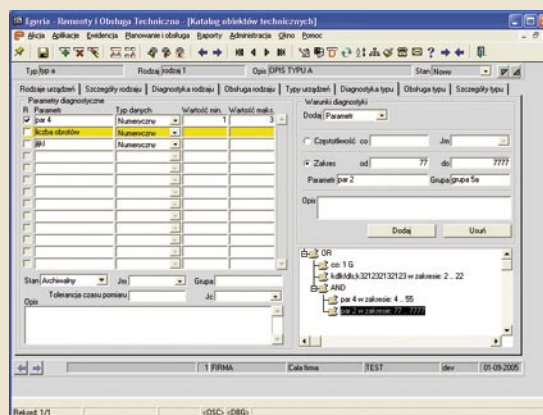 Egeria - Remonty i Obsługa Techniczna - [Katalog obiektów technicznych]
Akcja Aplikacje Ewidencja Planowanie i obsługa Raporty Administracja Okno Pomoc
Typ typ a Rodzaj rodzaj 1 Opis OPIS TYPU A Stan Nowe
Rodzaje urządzeń Szczegóły rodzaju Diagnostyka rodzaju Obsługa rodzaju Typy urządzeń Diagnostyka typu Obsługa typu Szczegóły typu
Parametry diagnostyczne
R Parametr Typ danych Wartość min. Wartość maks.
par 4 Numeryczny 1 3
liczba obrotów Numeryczny
Numeryczny
Stan Archiwalny Jm Grupa
Tolerancja czasu pomiaru Jc
Opis
Warunki diagnostyki
Dodaj Parametr
Częstotliwość co Jm
Zakres od 77 do 7777
Parametr par 2 Grupa grupa 5a
Opis
Dodaj Usuń
OR
co: 1 G
kdkfdlc,k321232132123 w zakresie: 2 .. 22
AND
par 4 w zakresie: 4 .. 55
par 2 w zakresie: 77 .. 7777
1 FIRMA Cała firma TEST dev 01-09-2005
Rekord: 1/1 <OSC> <DBG>